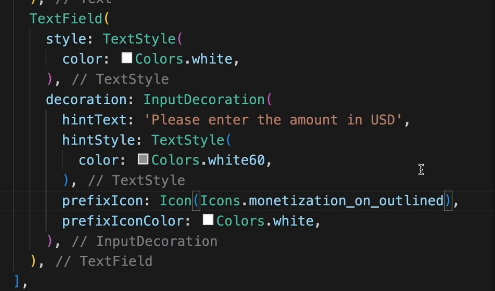 ), // Text
TextField(
style: TextStyle(
color: Colors.white,
), // TextStyle
decoration: InputDecoration(
hintText: 'Please enter the amount in USD',
hintStyle: TextStyle(
color: Colors.white60,
), // TextStyle
prefixIcon: Icon(Icons.monetization_on_outlined),
prefixIconColor: Colors.white,
), // InputDecoration
), // TextField
],